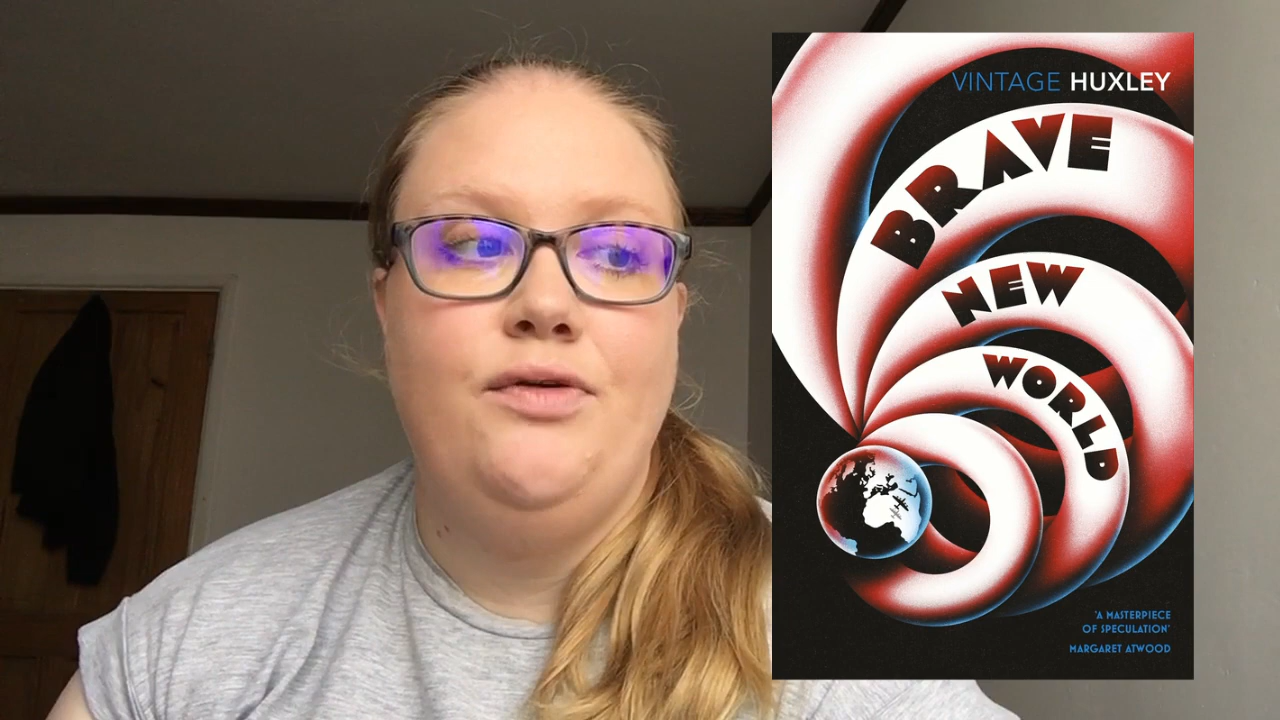 VINTAGE HUXLEY
BRAVE
NEW
WORLD
'A MASTERPIECE
OF SPECULATION'
MARGARET ATWOOD